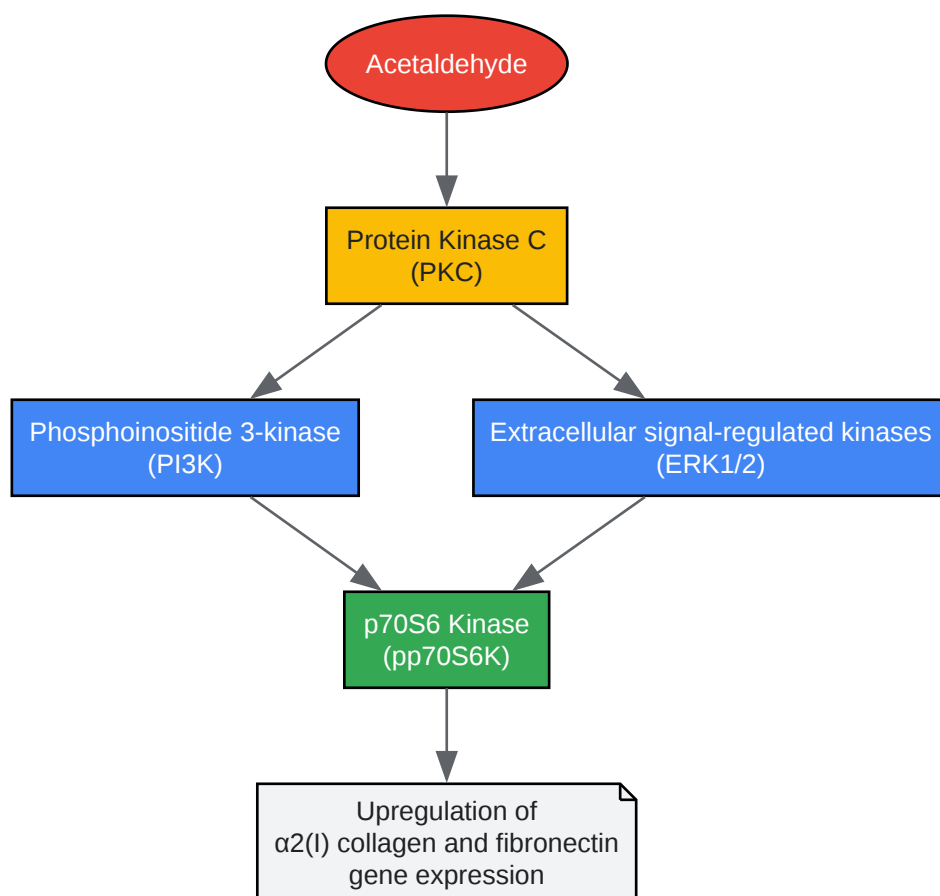 Acetaldehyde
Protein Kinase C
(PKC)
Phosphoinositide 3-kinase
(PI3K)
Extracellular signal-regulated kinases
(ERK1/2)
p70S6 Kinase
(pp70S6K)
Upregulation of
α2(I) collagen and fibronectin
gene expression